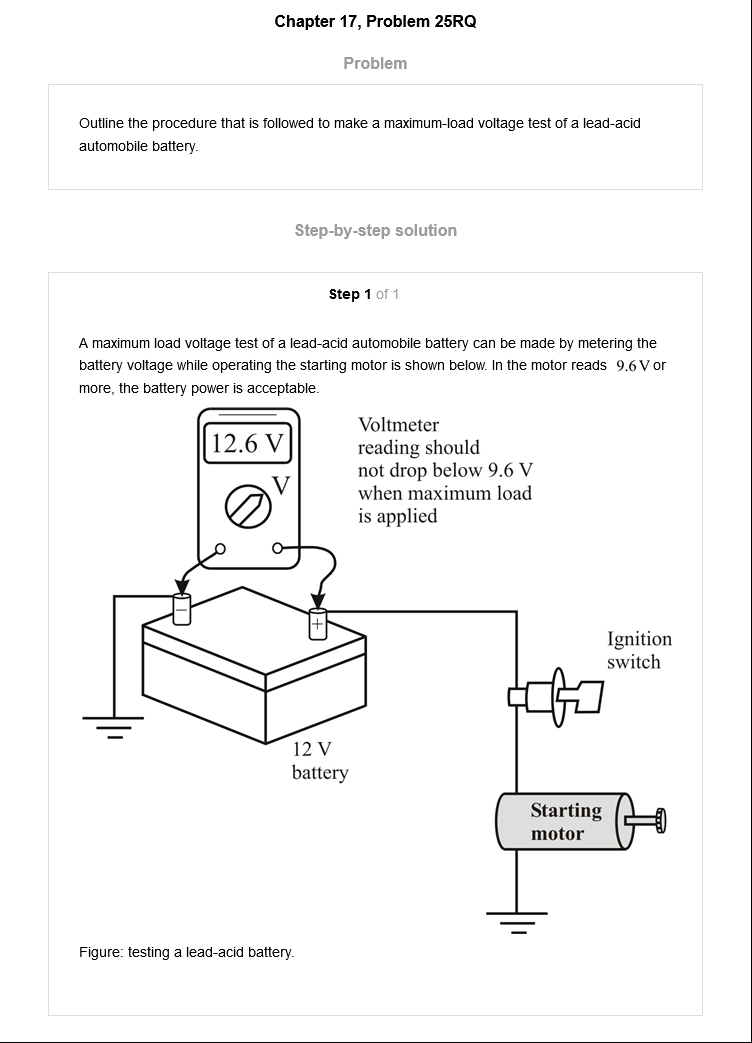 Chapter 17, Problem 25RQ
Problem
Outline the procedure that is followed to make a maximum-load voltage test of a lead-acid
automobile battery.
Step-by-step solution
Step 1 of 1
A maximum load voltage test of a lead-acid automobile battery can be made by metering the
battery voltage while operating the starting motor is shown below. In the motor reads 9.6 V or
more, the battery power is acceptable.
12.6 V
V
Voltmeter
reading should
not drop below 9.6 V
when maximum load
is applied
−
+
Ignition
switch
12 V
battery
Starting
motor
Figure: testing a lead-acid battery.